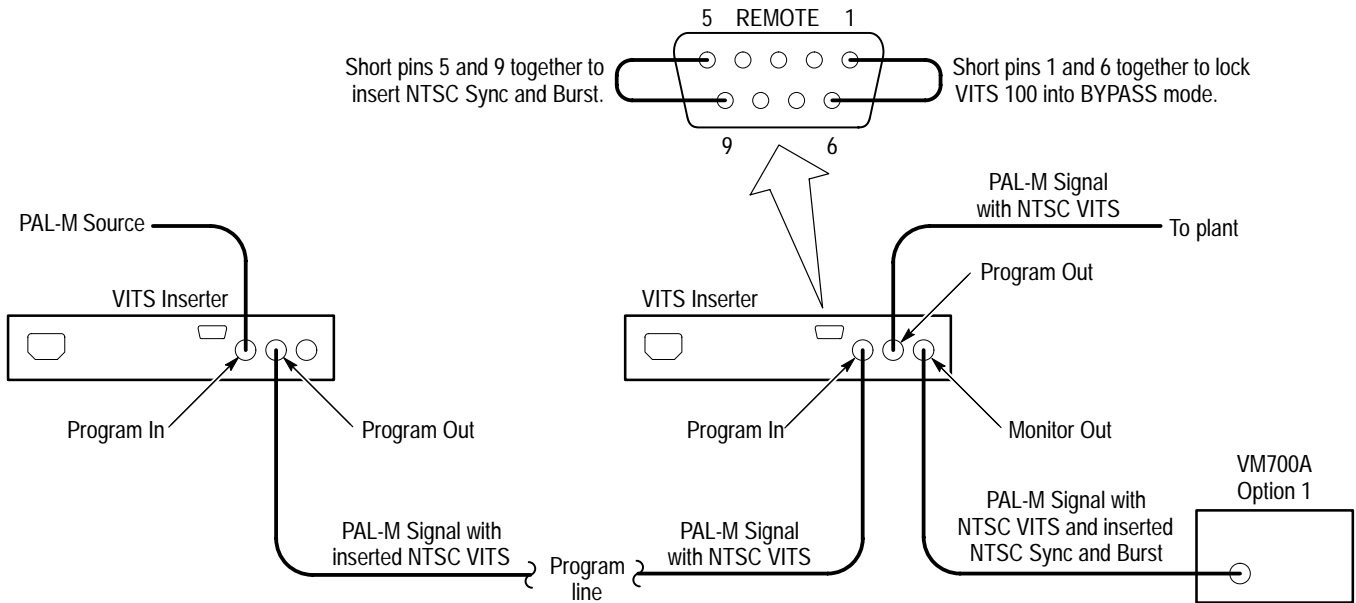 5 REMOTE 1
Short pins 5 and 9 together to
insert NTSC Sync and Burst.
Short pins 1 and 6 together to lock
VITS 100 into BYPASS mode.
9 6
PAL-M Signal
with NTSC VITS
PAL-M Source
To plant
Program Out
VITS Inserter
VITS Inserter
Program In
Program Out
Program In
Monitor Out
VM700A
Option 1
PAL-M Signal with
inserted NTSC VITS
Program
line
PAL-M Signal
with NTSC VITS
PAL-M Signal with
NTSC VITS and inserted
NTSC Sync and Burst